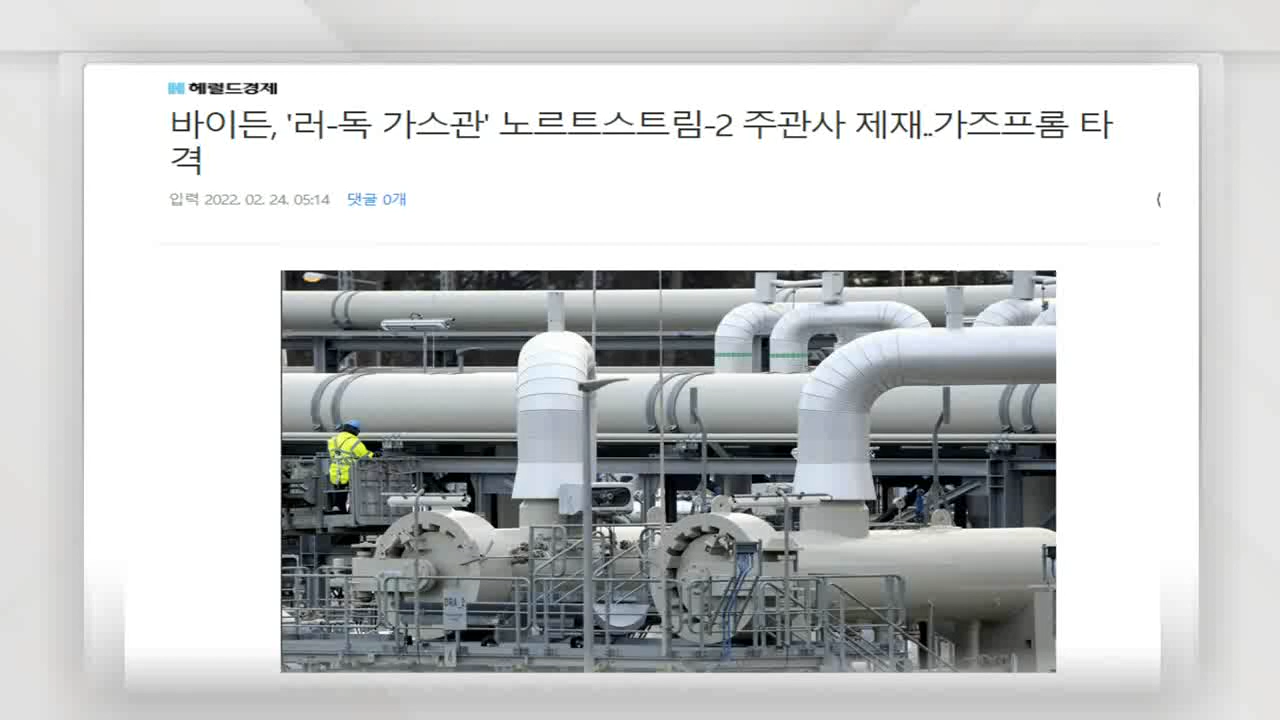 헤럴드경제
바이든, '러-독 가스관' 노르트스트림-2 주관사 제재..가즈프롬 타
격
입력 2022. 02. 24. 05:14 댓글 0개